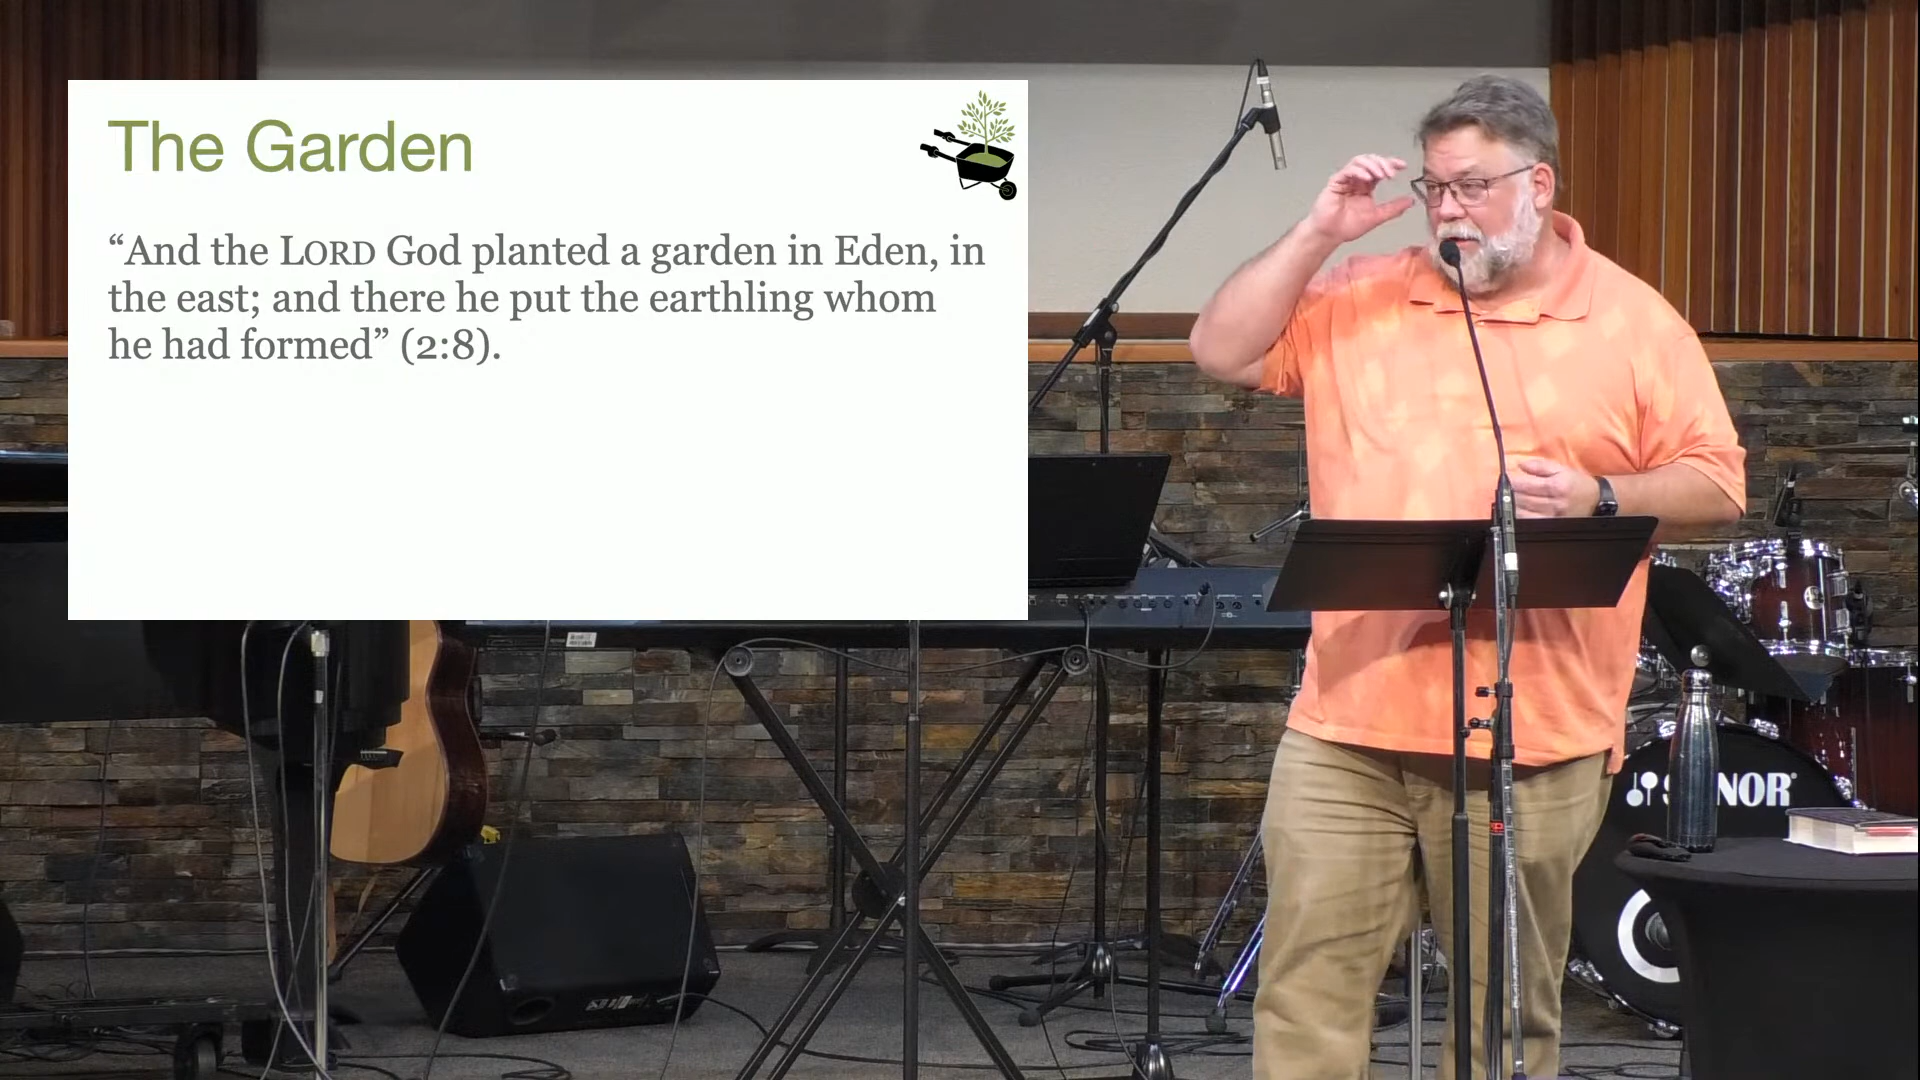 The Garden
“And the LORD God planted a garden in Eden, in
the east; and there he put the earthling whom
he had formed” (2:8).